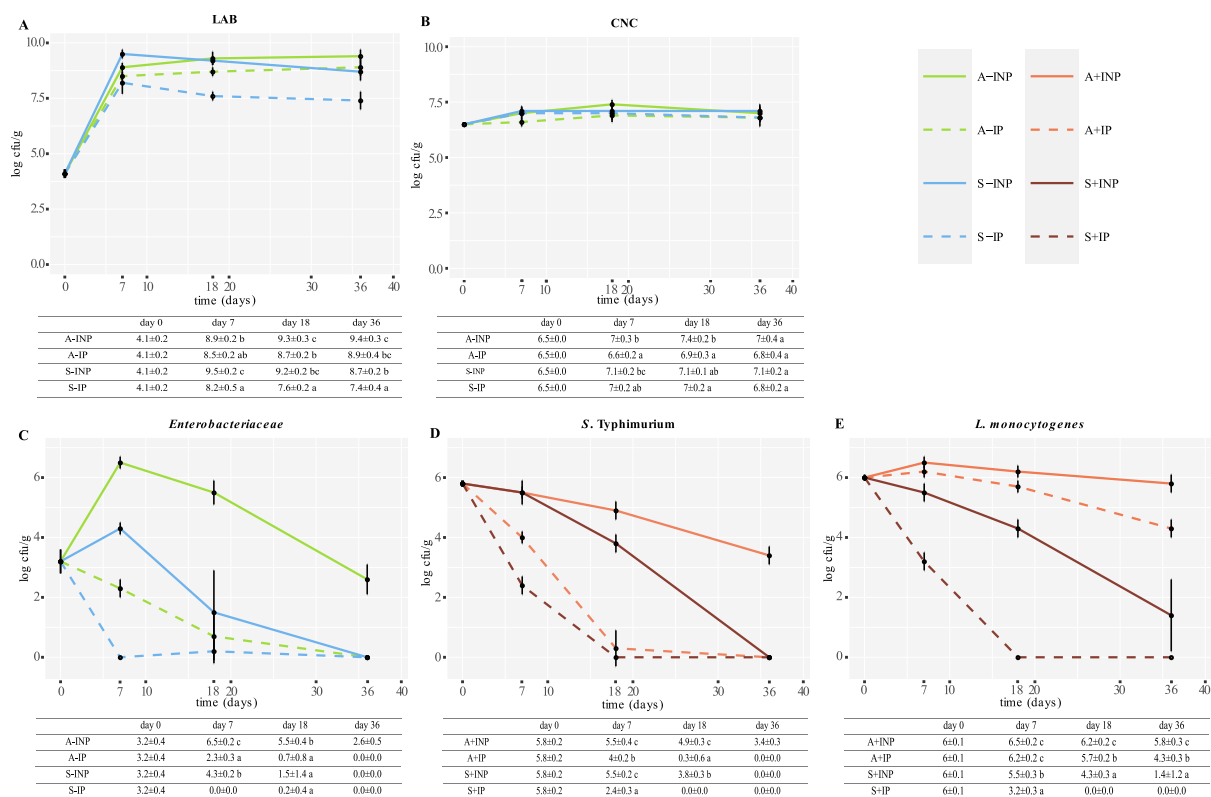 A
LAB
10.0
7.5
5.0
2.5
0.0
log cfu/g
0 7 10 18 20 30 36 40
time (days)
day 0 day 7 day 18 day 36
A-INP 4.1±0.2 8.9±0.2 b 9.3±0.3 c 9.4±0.3 c
A-IP 4.1±0.2 8.5±0.2 ab 8.7±0.2 b 8.9±0.4 bc
S-INP 4.1±0.2 9.5±0.2 c 9.2±0.2 bc 8.7±0.2 b
S-IP 4.1±0.2 8.2±0.5 a 7.6±0.2 a 7.4±0.4 a
B
CNC
10.0
7.5
5.0
2.5
0.0
log cfu/g
0 7 10 18 20 30 36 40
time (days)
day 0 day 7 day 18 day 36
A-INP 6.5±0.0 7±0.3 b 7.4±0.2 b 7±0.4 a
A-IP 6.5±0.0 6.6±0.2 a 6.9±0.3 a 6.8±0.4 a
S-INP 6.5±0.0 7.1±0.2 bc 7.1±0.1 ab 7.1±0.2 a
S-IP 6.5±0.0 7±0.2 ab 7±0.2 a 6.8±0.2 a
A−INP A+INP
A−IP A+IP
S−INP S+INP
S−IP S+IP
C
Enterobacteriaceae
6
4
2
0
log cfu/g
0 7 10 18 20 30 36 40
time (days)
day 0 day 7 day 18 day 36
A-INP 3.2±0.4 6.5±0.2 c 5.5±0.4 b 2.6±0.5
A-IP 3.2±0.4 2.3±0.3 a 0.7±0.8 a 0.0±0.0
S-INP 3.2±0.4 4.3±0.2 b 1.5±1.4 a 0.0±0.0
S-IP 3.2±0.4 0.0±0.0 0.2±0.4 a 0.0±0.0
D
S. Typhimurium
6
4
2
0
log cfu/g
0 7 10 18 20 30 36 40
time (days)
day 0 day 7 day 18 day 36
A+INP 5.8±0.2 5.5±0.4 c 4.9±0.3 c 3.4±0.3
A+IP 5.8±0.2 4±0.2 b 0.3±0.6 a 0.0±0.0
S+INP 5.8±0.2 5.5±0.2 c 3.8±0.3 b 0.0±0.0
S+IP 5.8±0.2 2.4±0.3 a 0.0±0.0 0.0±0.0
E
L. monocytogenes
6
4
2
0
log cfu/g
0 7 10 18 20 30 36 40
time (days)
day 0 day 7 day 18 day 36
A+INP 6±0.1 6.5±0.2 c 6.2±0.2 c 5.8±0.3 c
A+IP 6±0.1 6.2±0.2 c 5.7±0.2 b 4.3±0.3 b
S+INP 6±0.1 5.5±0.3 b 4.3±0.3 a 1.4±1.2 a
S+IP 6±0.1 3.2±0.3 a 0.0±0.0 0.0±0.0